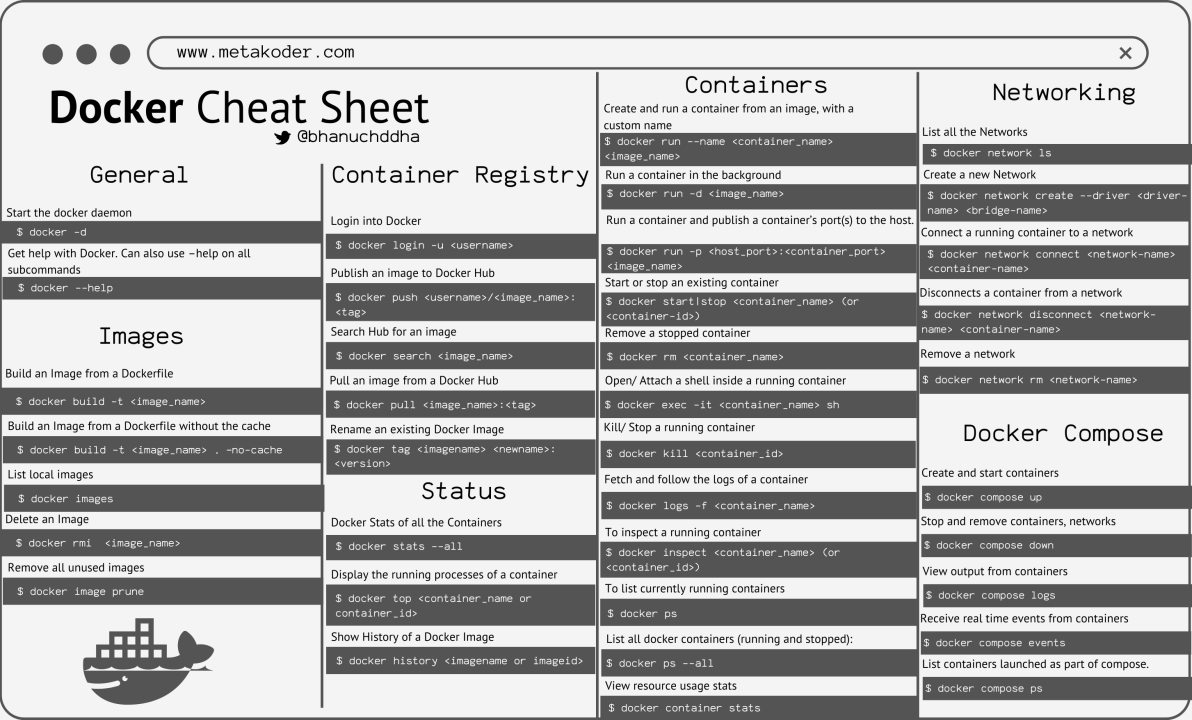 www.metakoder.com
Docker Cheat Sheet
@bhanuchddha
General
Start the docker daemon
$ docker -d
Get help with Docker. Can also use –help on all
subcommands
$ docker --help
Images
Build an Image from a Dockerfile
$ docker build -t <image_name>
Build an Image from a Dockerfile without the cache
$ docker build -t <image_name> . –no-cache
List local images
$ docker images
Delete an Image
$ docker rmi  <image_name>
Remove all unused images
$ docker image prune
Container Registry
Login into Docker
$ docker login -u <username>
Publish an image to Docker Hub
$ docker push <username>/<image_name>:
<tag>
Search Hub for an image
$ docker search <image_name>
Pull an image from a Docker Hub
$ docker pull <image_name>:<tag>
Rename an existing Docker Image
$ docker tag <imagename> <newname>:
<version>
Status
Docker Stats of all the Containers
$ docker stats --all
Display the running processes of a container
$ docker top <container_name or
container_id>
Show History of a Docker Image
$ docker history <imagename or imageid>
Containers
Create and run a container from an image, with a
custom name
$ docker run --name <container_name>
<image_name>
Run a container in the background
$ docker run -d <image_name>
Run a container and publish a container's port(s) to the host.
$ docker run -p <host_port>:<container_port>
<image_name>
Start or stop an existing container
$ docker start|stop <container_name> (or
<container-id>)
Remove a stopped container
$ docker rm <container_name>
Open/ Attach a shell inside a running container
$ docker exec -it <container_name> sh
Kill/ Stop a running container
$ docker kill <container_id>
Fetch and follow the logs of a container
$ docker logs -f <container_name>
To inspect a running container
$ docker inspect <container_name> (or
<container_id>)
To list currently running containers
$ docker ps
List all docker containers (running and stopped):
$ docker ps --all
View resource usage stats
$ docker container stats
Networking
List all the Networks
$ docker network ls
Create a new Network
$ docker network create --driver <driver-
name> <bridge-name>
Connect a running container to a network
$ docker network connect <network-name>
<container-name>
Disconnects a container from a network
$ docker network disconnect <network-
name> <container-name>
Remove a network
$ docker network rm <network-name>
Docker Compose
Create and start containers
$ docker compose up
Stop and remove containers, networks
$ docker compose down
View output from containers
$ docker compose logs
Receive real time events from containers
$ docker compose events
List containers launched as part of compose.
$ docker compose ps